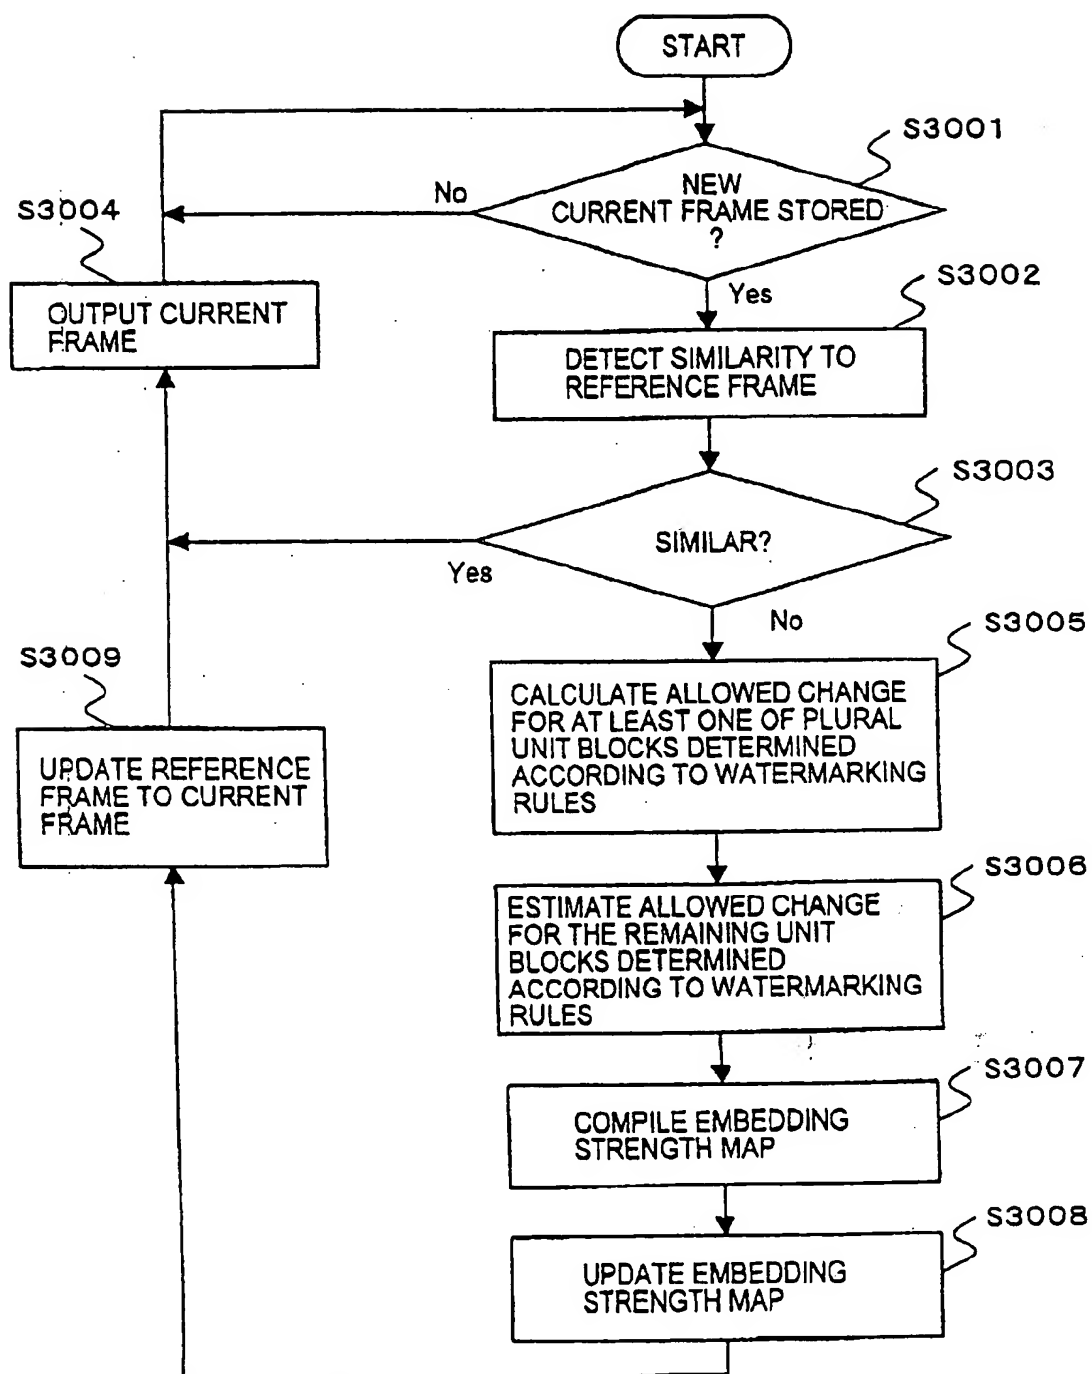 START
S3001
NEW
CURRENT FRAME STORED
?
No
S3004
Yes
S3002
OUTPUT CURRENT
FRAME
DETECT SIMILARITY TO
REFERENCE FRAME
S3003
SIMILAR?
Yes
No
S3005
S3009
CALCULATE ALLOWED CHANGE
FOR AT LEAST ONE OF PLURAL
UNIT BLOCKS DETERMINED
ACCORDING TO WATERMARKING
RULES
UPDATE REFERENCE
FRAME TO CURRENT
FRAME
S3006
ESTIMATE ALLOWED CHANGE
FOR THE REMAINING UNIT
BLOCKS DETERMINED
ACCORDING TO WATERMARKING
RULES
S3007
COMPILE EMBEDDING
STRENGTH MAP
S3008
UPDATE EMBEDDING
STRENGTH MAP